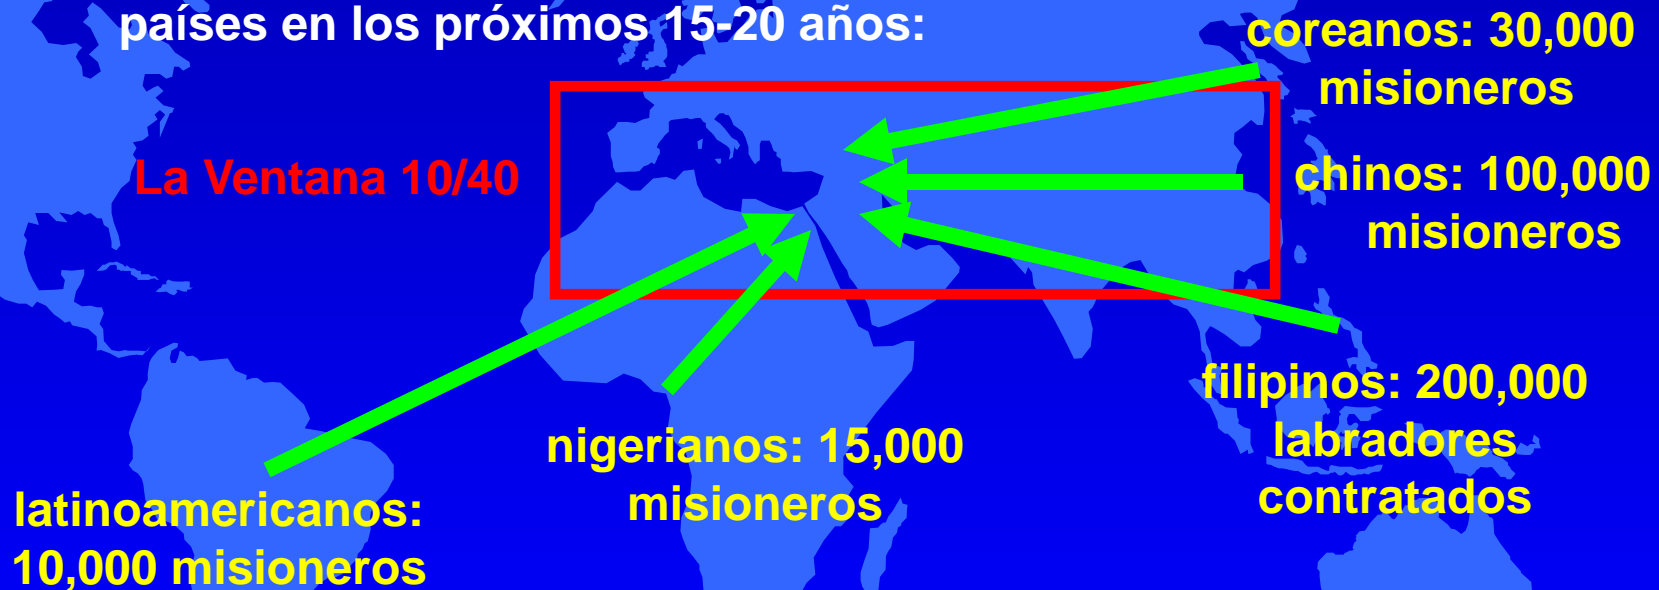 países en los próximos 15-20 años:
coreanos: 30,000
misioneros
La Ventana 10/40
chinos: 100,000
misioneros
filipinos: 200,000
labradores
contratados
nigerianos: 15,000
misioneros
latinoamericanos:
10,000 misioneros